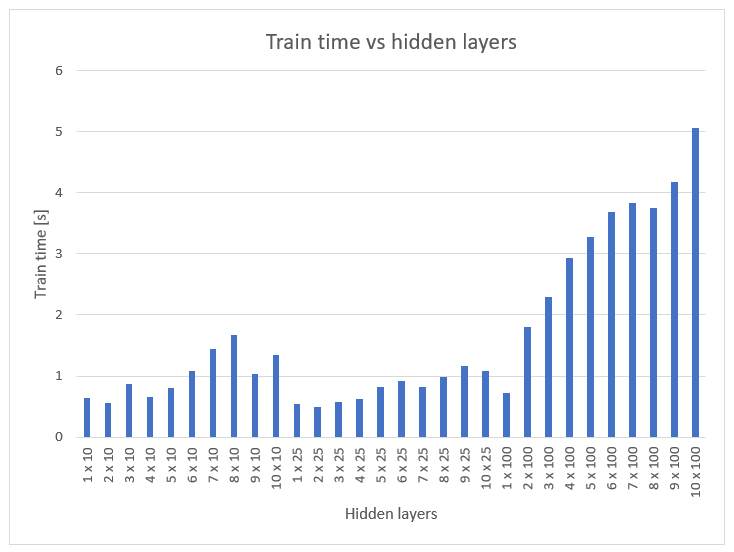 Train time vs hidden layers
6
5
4
3
2
1
0
Train time [s]
1 x 10
2 x 10
3 x 10
4 x 10
5 x 10
6 x 10
7 x 10
8 x 10
9 x 10
10 x 10
1 x 25
2 x 25
3 x 25
4 x 25
5 x 25
6 x 25
7 x 25
8 x 25
9 x 25
10 x 25
1 x 100
2 x 100
3 x 100
4 x 100
5 x 100
6 x 100
7 x 100
8 x 100
9 x 100
10 x 100
Hidden layers